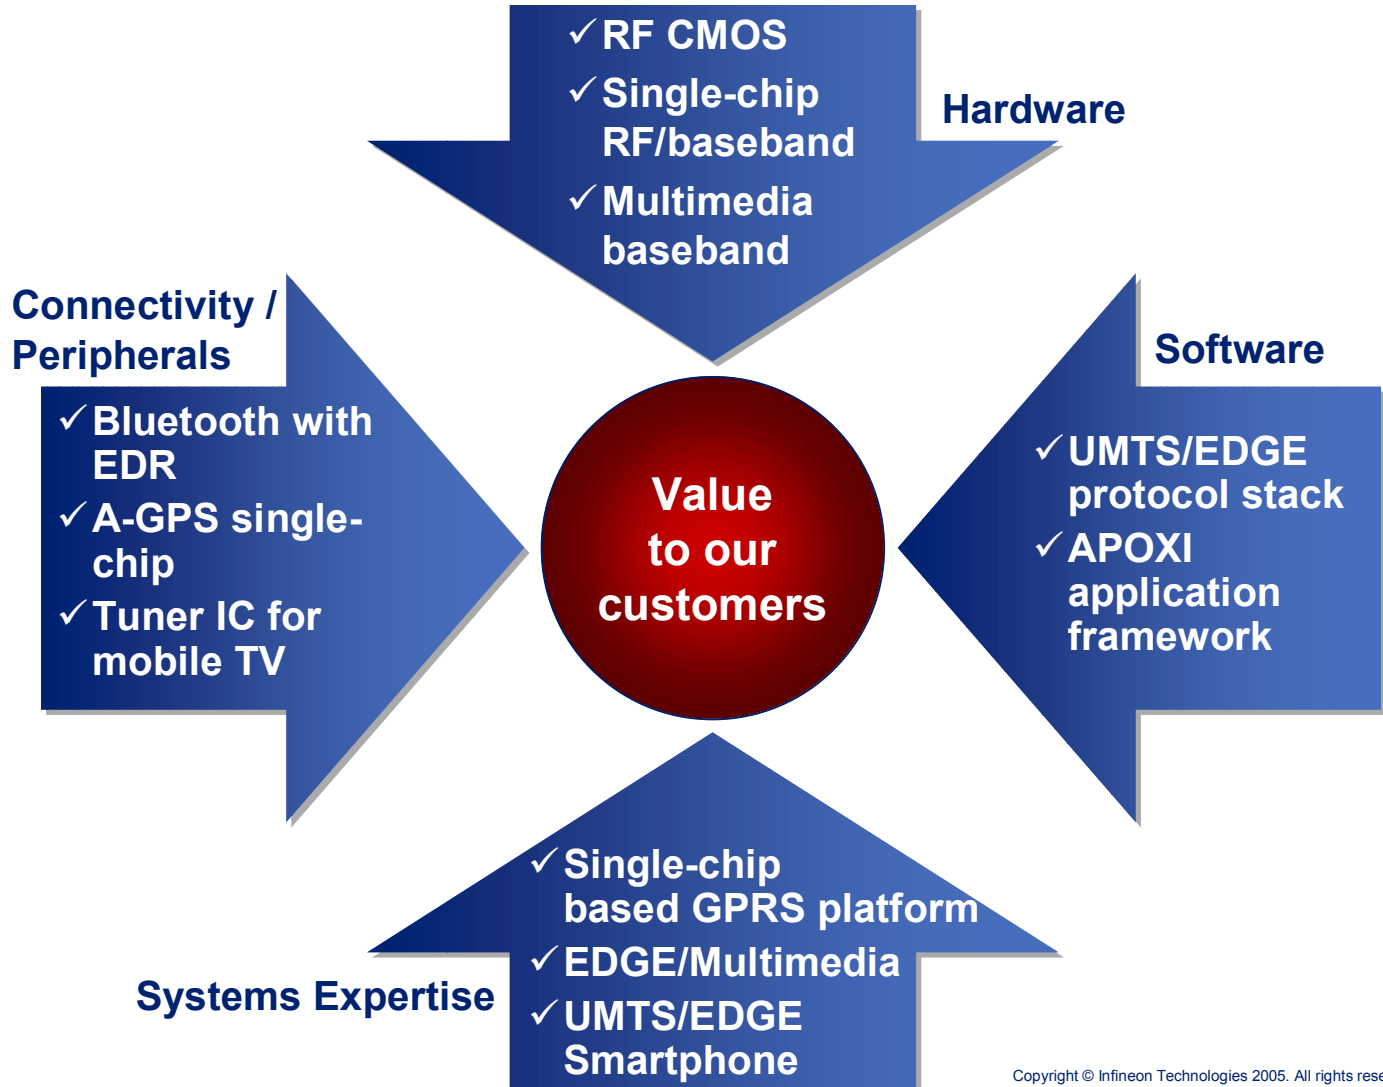 ✓ RF CMOS
✓ Single-chip
RF/baseband
✓ Multimedia
baseband
Hardware
Connectivity /
Peripherals
✓ Bluetooth with
EDR
✓ A-GPS single-
chip
✓ Tuner IC for
mobile TV
Value
to our
customers
Software
✓ UMTS/EDGE
protocol stack
✓ APOXI
application
framework
Systems Expertise
✓ Single-chip
based GPRS platform
✓ EDGE/Multimedia
✓ UMTS/EDGE
Smartphone
Copyright © Infineon Technologies 2005. All rights rese